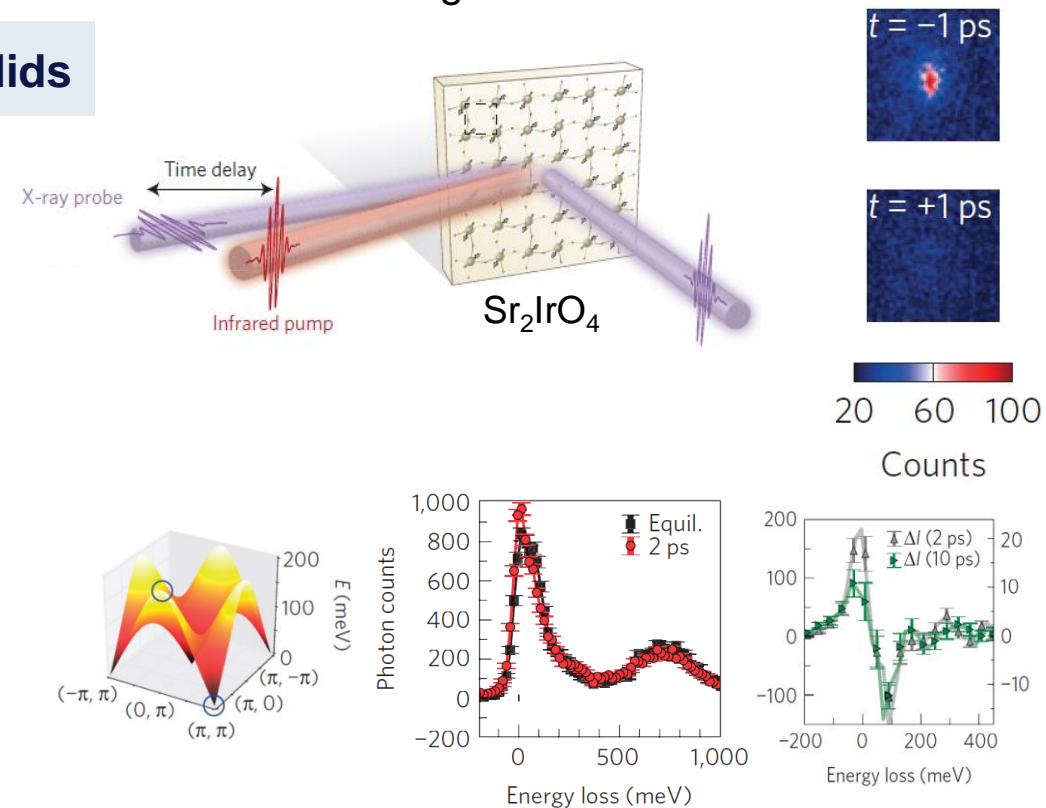 lids
Time delay
X-ray probe
Infrared pump
Sr₂IrO₄
t = −1 ps
t = +1 ps
20 60 100
Counts
200
100
0
E (meV)
(−π, π)
(0, π)
(π, π)
(π, 0)
(π, −π)
1,000
800
600
400
200
0
−200
Photon counts
Equil.
2 ps
0 500 1,000
Energy loss (meV)
200
100
0
−100
ΔI (2 ps)
ΔI (10 ps)
20
10
0
−10
−200 0 200 400
Energy loss (meV)